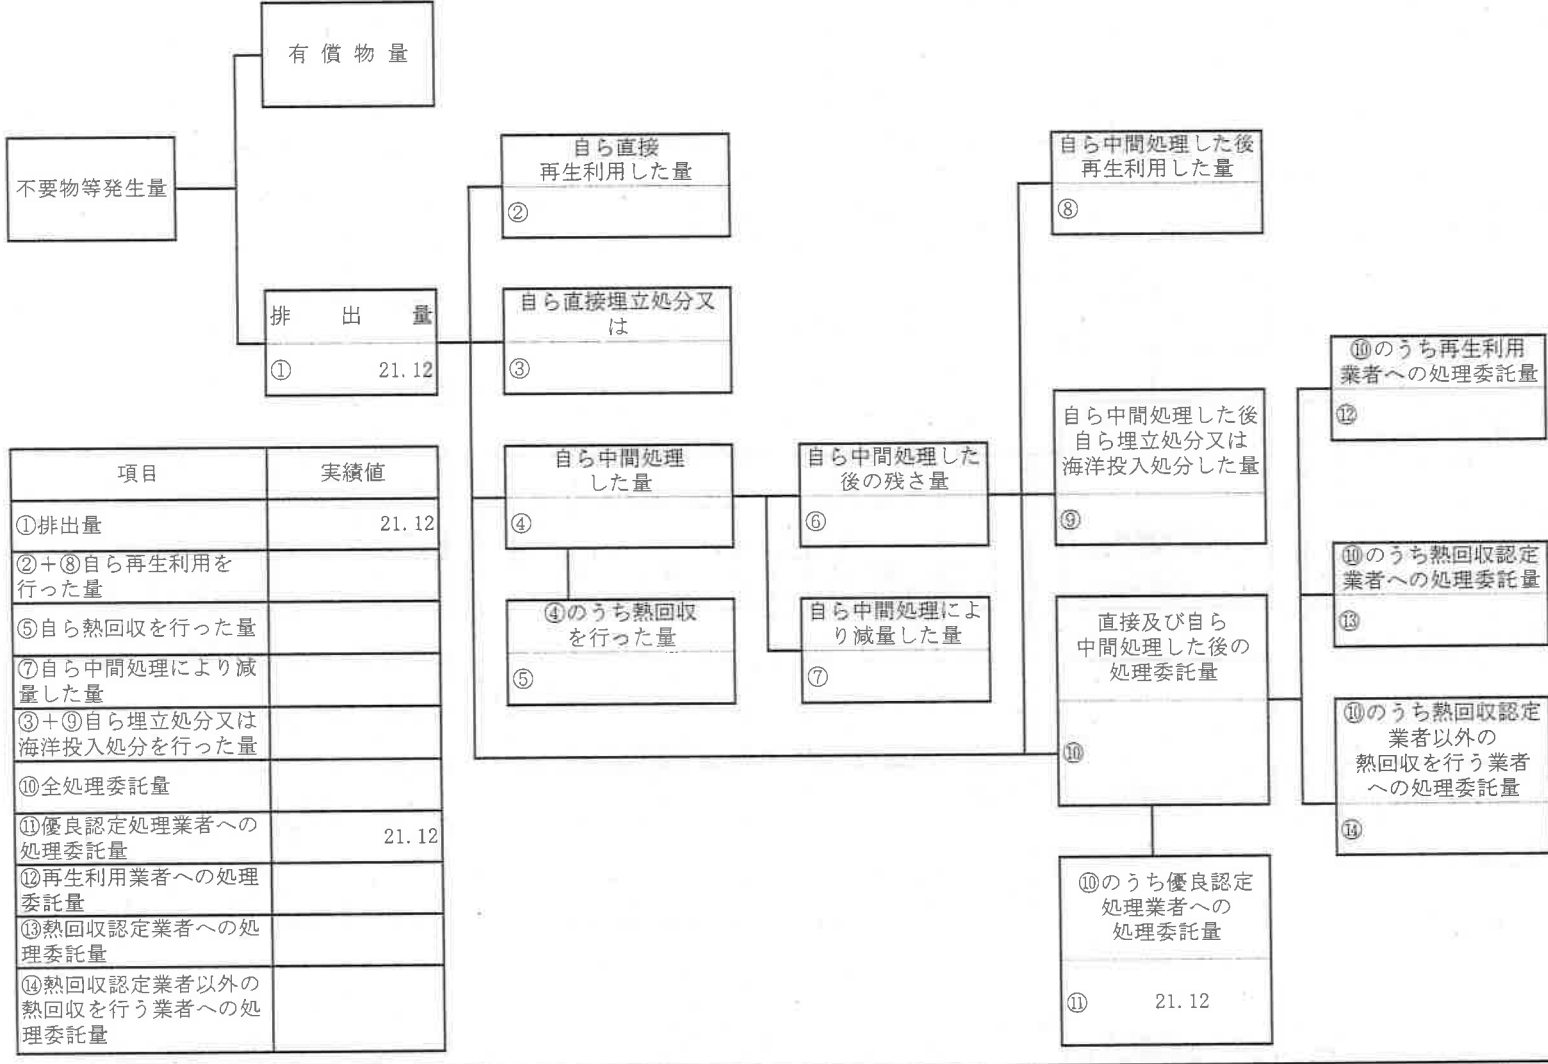 有償物量
不要物等発生量
排出量
① 21.12
自ら直接
再生利用した量
②
自ら直接埋立処分又
は
③
自ら中間処理
した量
④
④のうち熱回収
を行った量
⑤
自ら中間処理した
後の残さ量
⑥
自ら中間処理によ
り減量した量
⑦
自ら中間処理した後
再生利用した量
⑧
自ら中間処理した後
自ら埋立処分又は
海洋投入処分した量
⑨
直接及び自ら
中間処理した後の
処理委託量
⑩
⑩のうち優良認定
処理業者への
処理委託量
⑪ 21.12
⑩のうち再生利用
業者への処理委託量
⑫
⑩のうち熱回収認定
業者への処理委託量
⑬
⑩のうち熱回収認定
業者以外の
熱回収を行う業者
への処理委託量
⑭
項目 実績値
①排出量 21.12
②+⑧自ら再生利用を
行った量
⑤自ら熱回収を行った量
⑦自ら中間処理により減
量した量
③+⑨自ら埋立処分又は
海洋投入処分を行った量
⑩全処理委託量
⑪優良認定処理業者への
処理委託量 21.12
⑫再生利用業者への処理
委託量
⑬熱回収認定業者への処
理委託量
⑭熱回収認定業者以外の
熱回収を行う業者への処
理委託量